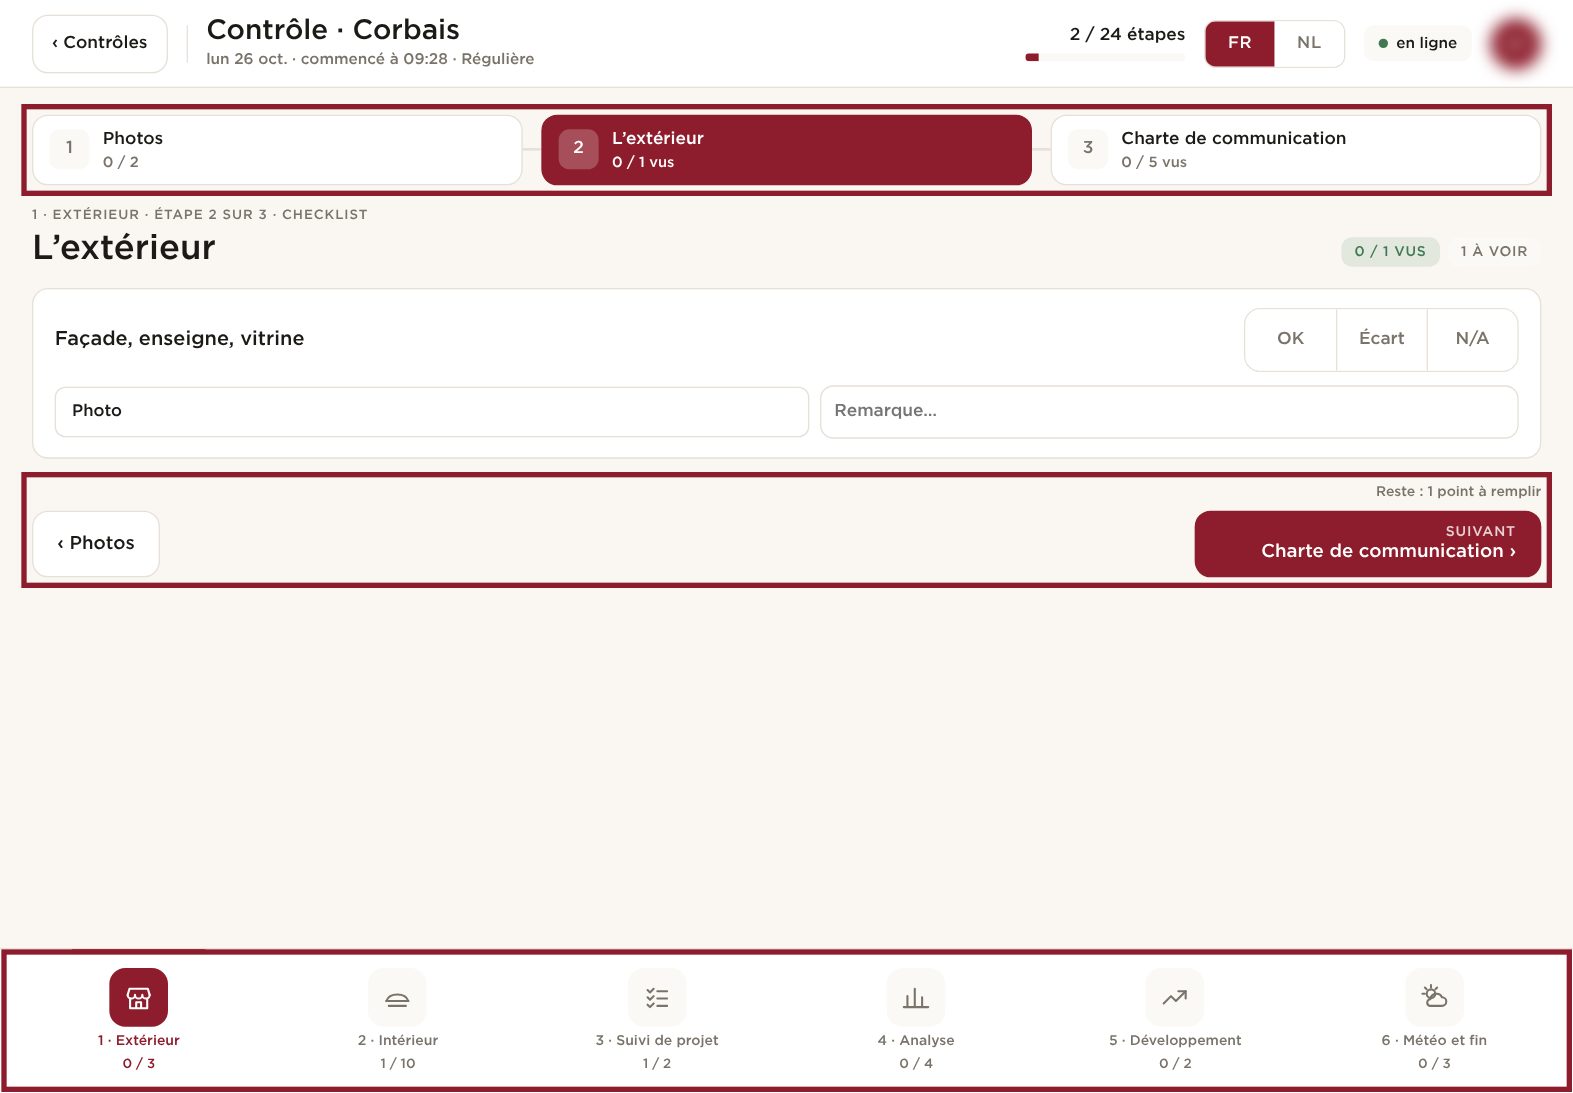 ‹ Contrôles
Contrôle · Corbais
lun 26 oct. · commencé à 09:28 · Régulière
2 / 24 étapes
FR
NL
en ligne
1
Photos
0 / 2
2
L’extérieur
0 / 1 vus
3
Charte de communication
0 / 5 vus
1 · EXTÉRIEUR · ÉTAPE 2 SUR 3 · CHECKLIST
L’extérieur
0 / 1 VUS
1 À VOIR
Façade, enseigne, vitrine
OK
Écart
N/A
Photo
Remarque...
Reste : 1 point à remplir
‹ Photos
SUIVANT
Charte de communication ›
1 · Extérieur
0 / 3
2 · Intérieur
1 / 10
3 · Suivi de projet
1 / 2
4 · Analyse
0 / 4
5 · Développement
0 / 2
6 · Météo et fin
0 / 3